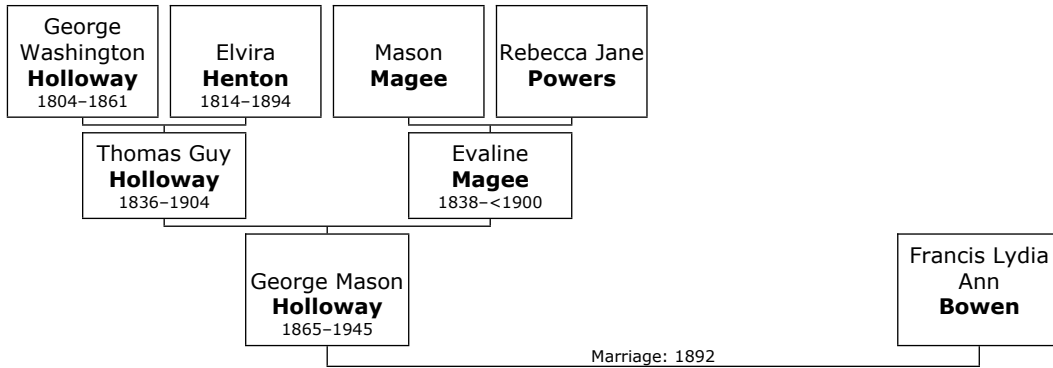 George
Washington
Holloway
1804–1861
Elvira
Henton
1814–1894
Mason
Magee
Rebecca Jane
Powers
Thomas Guy
Holloway
1836–1904
Evaline
Magee
1838–<1900
George Mason
Holloway
1865–1945
Francis Lydia
Ann
Bowen
Marriage: 1892